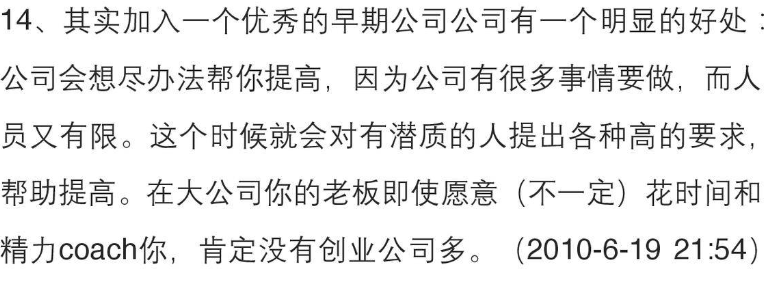 14、其实加入一个优秀的早期公司公司有一个明显的好处：
公司会想尽办法帮你提高，因为公司有很多事情要做，而人
员又有限。这个时候就会对有潜质的人提出各种高的要求，
帮助提高。在大公司你的老板即使愿意（不一定）花时间和
精力coach你，肯定没有创业公司多。（2010-6-19 21:54）